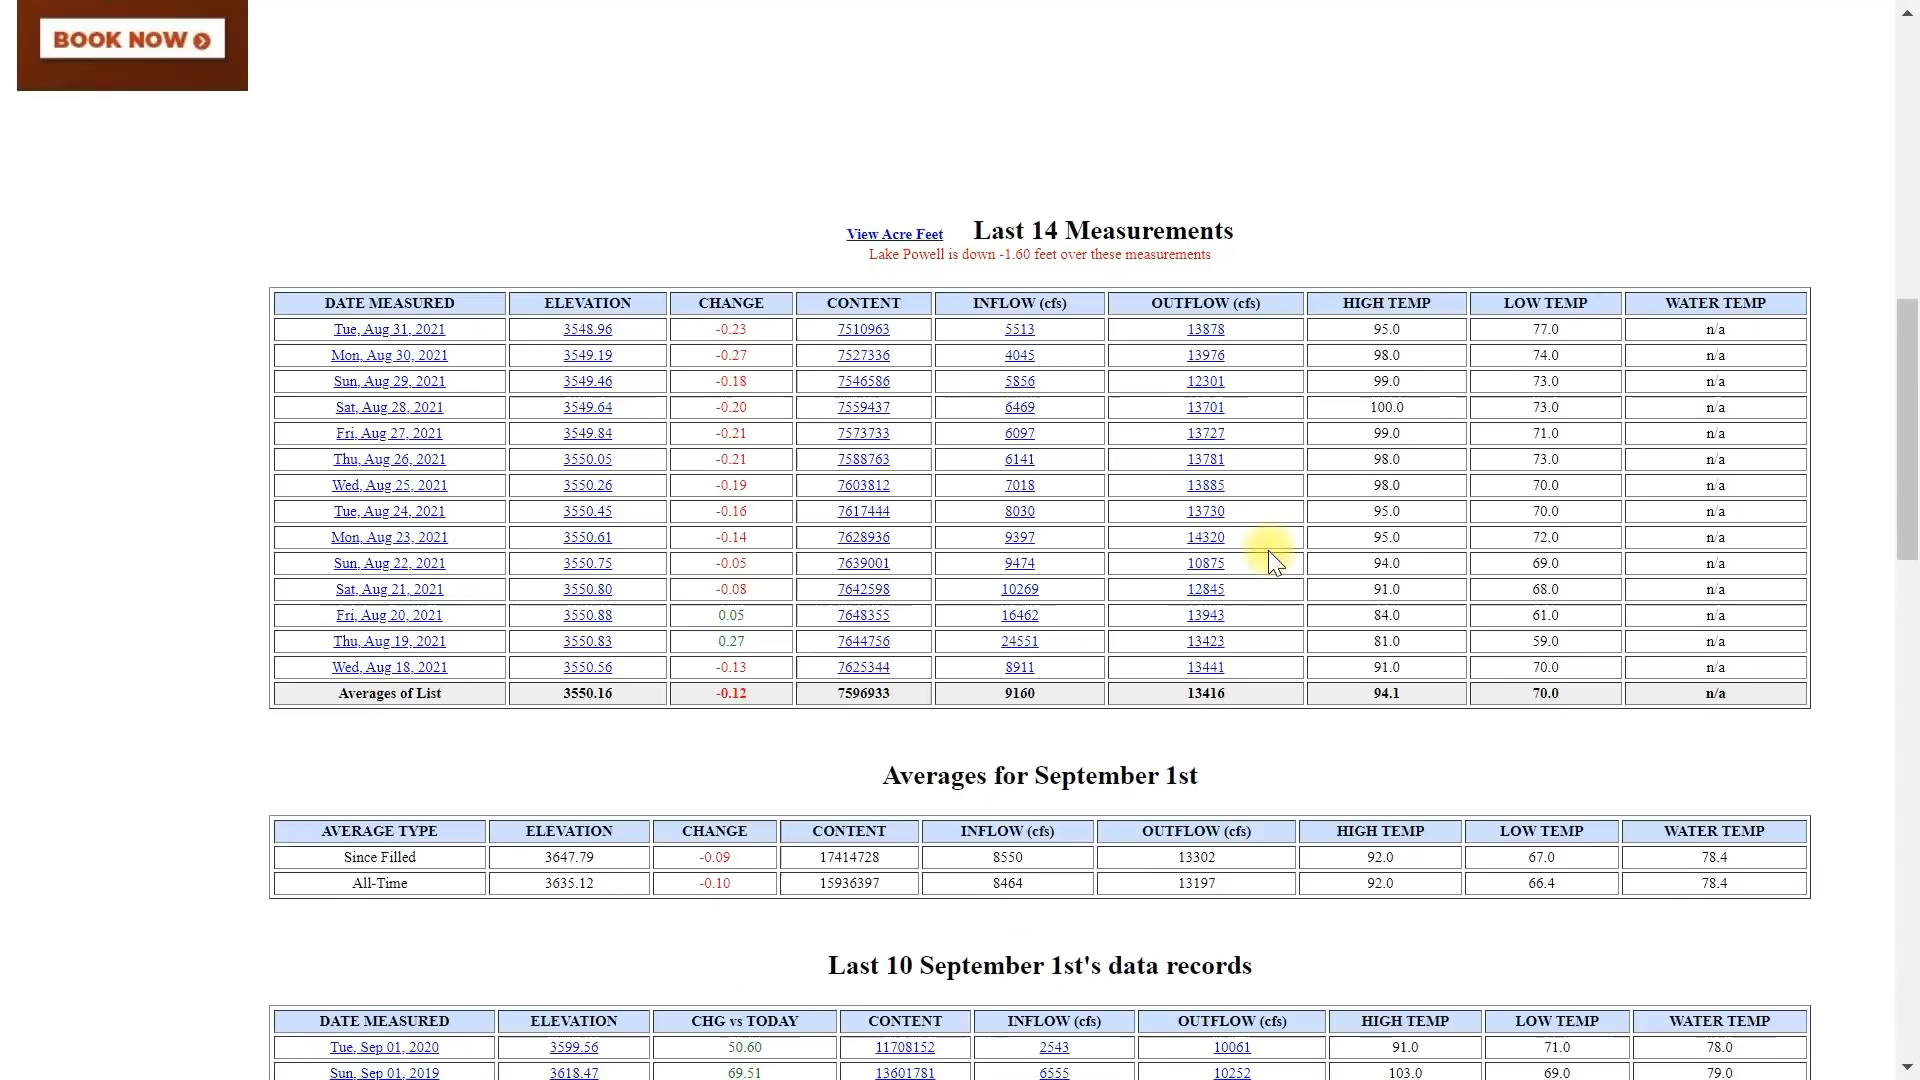 BOOK NOW
View Acre Feet Last 14 Measurements
Lake Powell is down -1.60 feet over these measurements
DATE MEASURED ELEVATION CHANGE CONTENT INFLOW (cfs) OUTFLOW (cfs) HIGH TEMP LOW TEMP WATER TEMP
Tue, Aug 31, 2021 3548.96 -0.23 7510963 5513 13878 95.0 77.0 n/a
Mon, Aug 30, 2021 3549.19 -0.27 7527336 4045 13976 98.0 74.0 n/a
Sun, Aug 29, 2021 3549.46 -0.18 7546586 5856 12301 99.0 73.0 n/a
Sat, Aug 28, 2021 3549.64 -0.20 7559437 6469 13701 100.0 73.0 n/a
Fri, Aug 27, 2021 3549.84 -0.21 7573733 6097 13727 99.0 71.0 n/a
Thu, Aug 26, 2021 3550.05 -0.21 7588763 6141 13781 98.0 73.0 n/a
Wed, Aug 25, 2021 3550.26 -0.19 7603812 7018 13885 98.0 70.0 n/a
Tue, Aug 24, 2021 3550.45 -0.16 7617444 8030 13730 95.0 70.0 n/a
Mon, Aug 23, 2021 3550.61 -0.14 7628936 9397 14320 95.0 72.0 n/a
Sun, Aug 22, 2021 3550.75 -0.05 7639001 9474 10875 94.0 69.0 n/a
Sat, Aug 21, 2021 3550.80 -0.08 7642598 10269 12845 91.0 68.0 n/a
Fri, Aug 20, 2021 3550.88 0.05 7648355 16462 13943 84.0 61.0 n/a
Thu, Aug 19, 2021 3550.83 0.27 7644756 24551 13423 81.0 59.0 n/a
Wed, Aug 18, 2021 3550.56 -0.13 7625344 8911 13441 91.0 70.0 n/a
Averages of List 3550.16 -0.12 7596933 9160 13416 94.1 70.0 n/a
Averages for September 1st
AVERAGE TYPE ELEVATION CHANGE CONTENT INFLOW (cfs) OUTFLOW (cfs) HIGH TEMP LOW TEMP WATER TEMP
Since Filled 3647.79 -0.09 17414728 8550 13302 92.0 67.0 78.4
All-Time 3635.12 -0.10 15936397 8464 13197 92.0 66.4 78.4
Last 10 September 1st's data records
DATE MEASURED ELEVATION CHG vs TODAY CONTENT INFLOW (cfs) OUTFLOW (cfs) HIGH TEMP LOW TEMP WATER TEMP
Tue, Sep 01, 2020 3599.56 50.60 11708152 2543 10061 91.0 71.0 78.0
Sun, Sep 01, 2019 3618.47 69.51 13601781 6555 10252 103.0 69.0 79.0